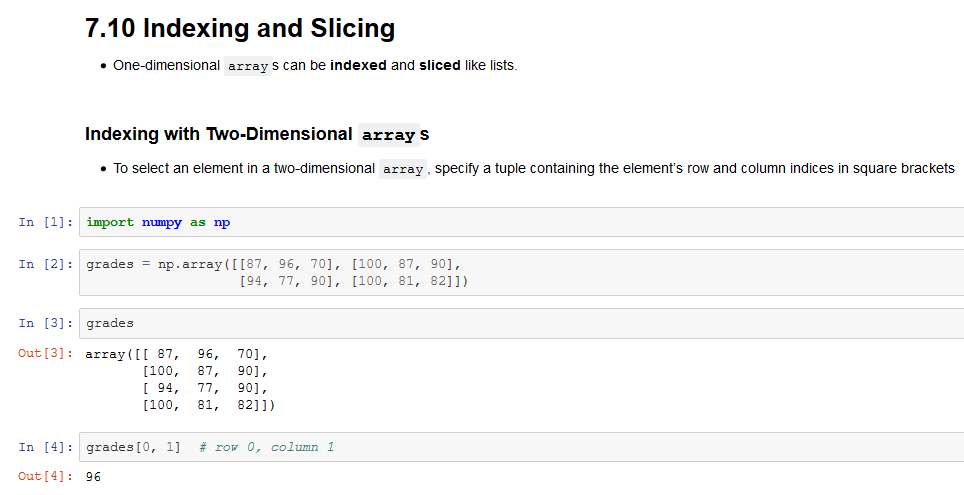 7.10 Indexing and Slicing
• One-dimensional arrays can be indexed and sliced like lists.
Indexing with Two-Dimensional arrays
• To select an element in a two-dimensional array, specify a tuple containing the element's row and column indices in square brackets
In [1]: import numpy as np
In [2]: grades = np.array([[87, 96, 70], [100, 87, 90],
                   [94, 77, 90], [100, 81, 82]])
In [3]: grades
Out[3]: array([[ 87,  96,  70],
       [100,  87,  90],
       [ 94,  77,  90],
       [100,  81,  82]])
In [4]: grades[0, 1]  # row 0, column 1
Out[4]: 96